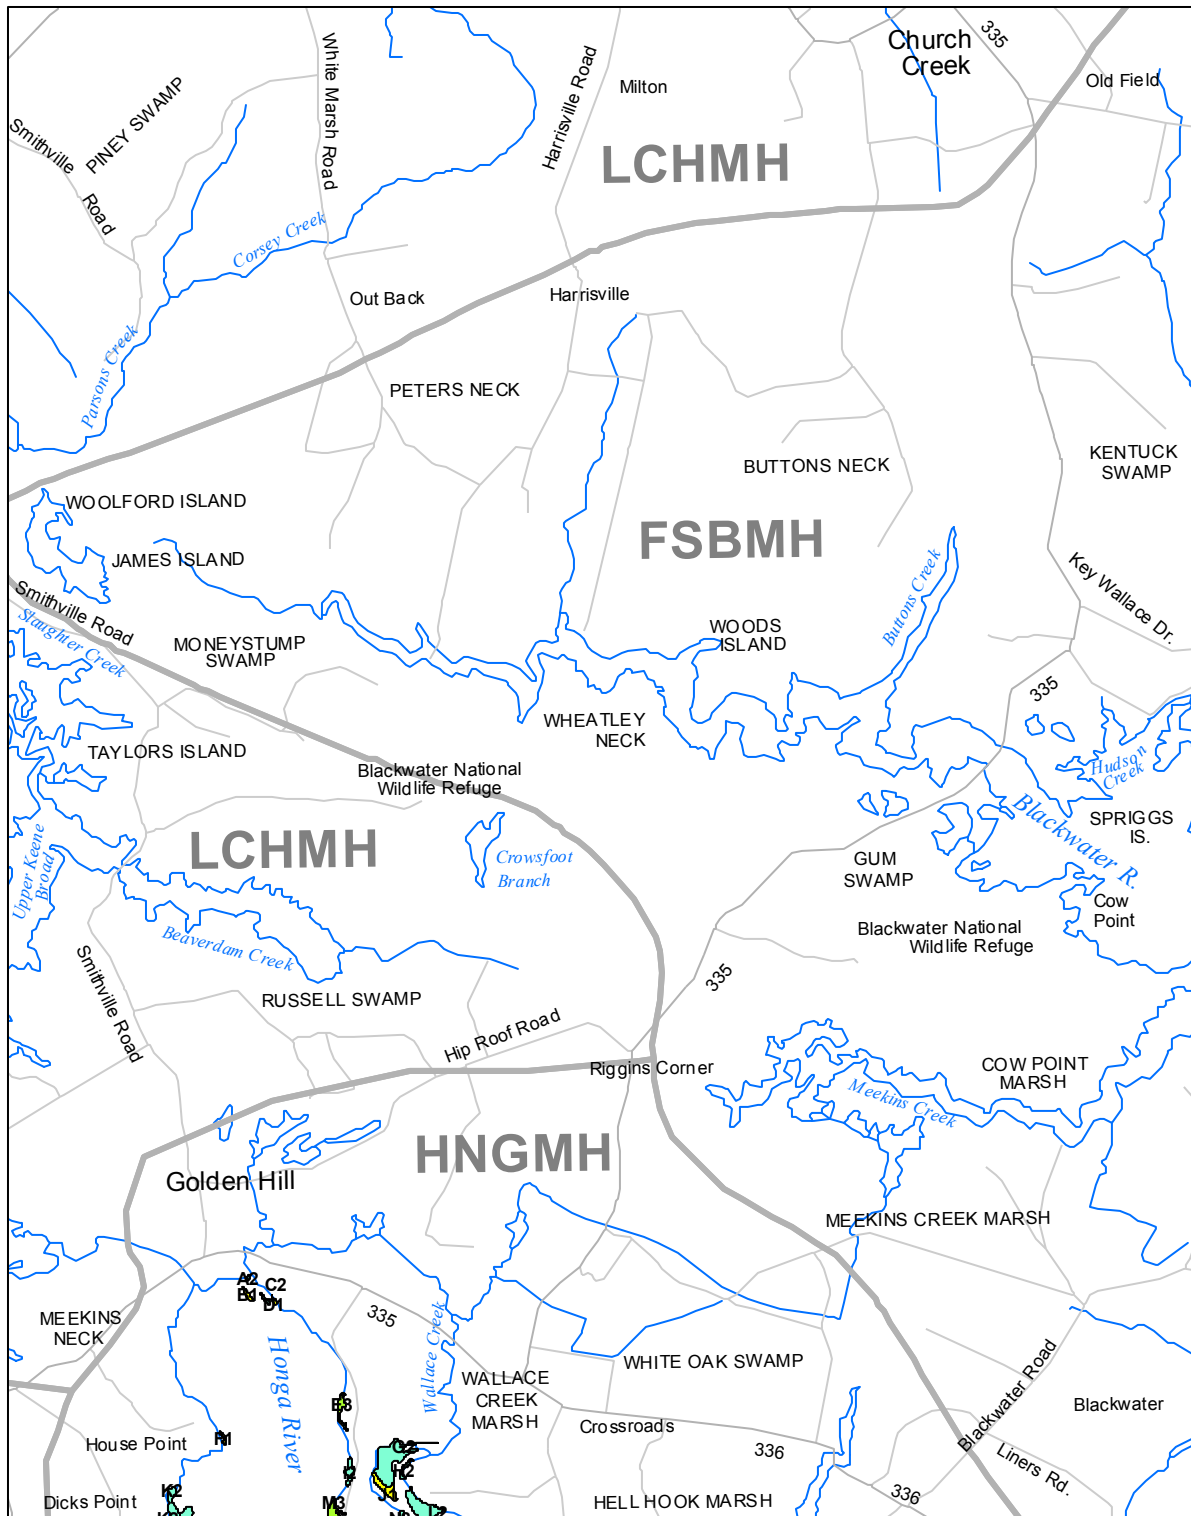 335
Church
Creek
White Marsh Road
Harrisville Road
Milton
Old Field
PINEY SWAMP
Smithville
Road
LCHMH
Corsey Creek
Out Back
Harrisville
Parsons Creek
PETERS NECK
BUTTONS NECK
KENTUCK
SWAMP
WOOLFORD ISLAND
FSBMH
JAMES ISLAND
Key Wallace Dr.
Smithville Road
Slaughter Creek
Buttons Creek
MONEYSTUMP
SWAMP
WOODS
ISLAND
335
WHEATLEY
NECK
TAYLORS ISLAND
Hudson
Creek
Blackwater National
Wildlife Refuge
Blackwater R.
SPRIGGS
IS.
LCHMH
Upper Keene
Broad
Crowsfoot
Branch
GUM
SWAMP
Cow
Point
Blackwater National
Wildlife Refuge
Beaverdam Creek
335
RUSSELL SWAMP
Smithville Road
Hip Roof Road
Riggins Corner
COW POINT
MARSH
Meekins Creek
HNGMH
Golden Hill
MEEKINS CREEK MARSH
A2
C2
B1
D1
MEEKINS
NECK
335
Honga River
Wallace Creek
WHITE OAK SWAMP
WALLACE
CREEK
MARSH
E3
Blackwater Road
Blackwater
Crossroads
House Point
336
Liners Rd.
K2
Dicks Point
M3
HELL HOOK MARSH
336